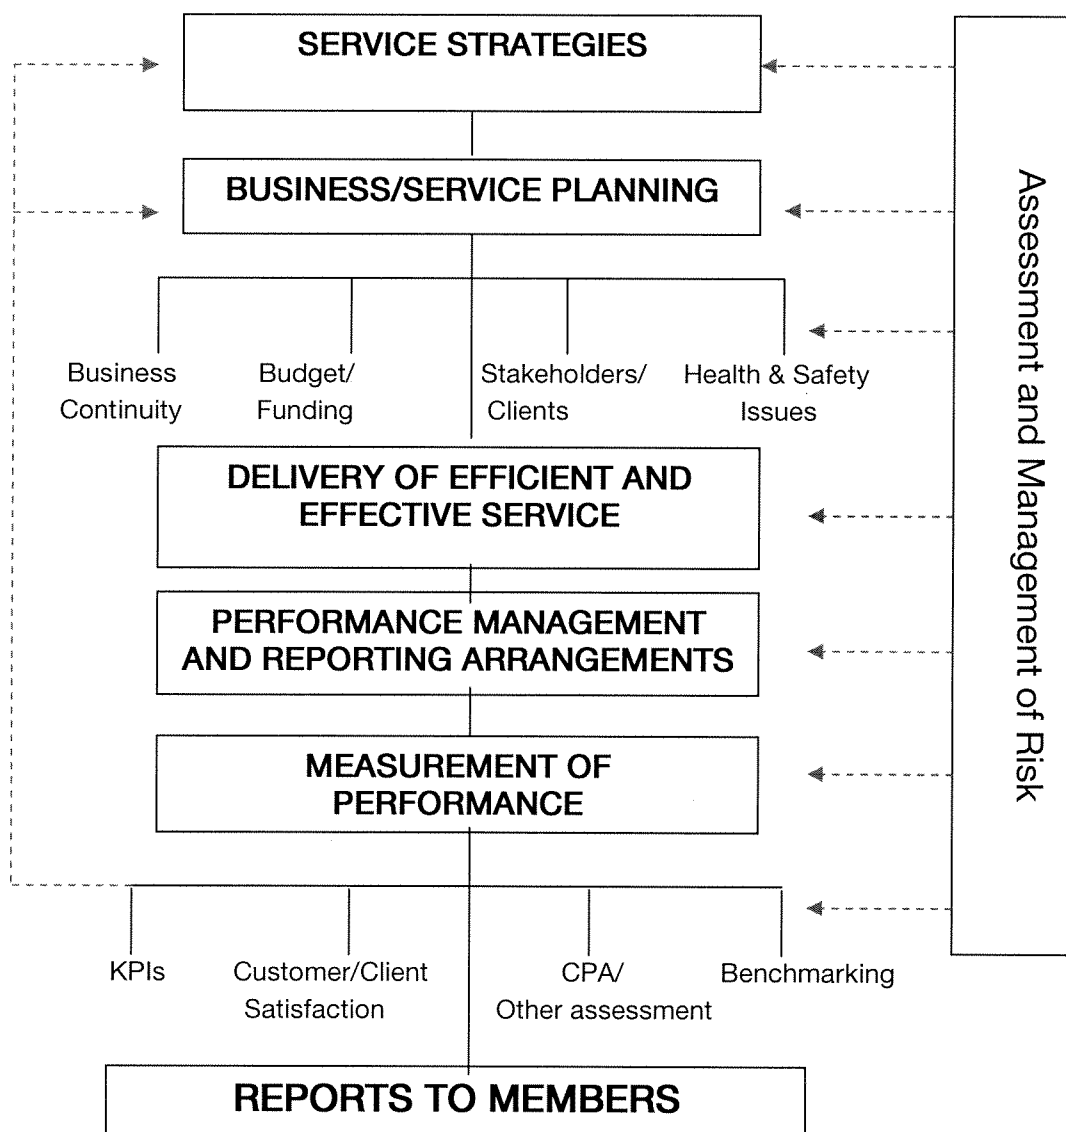 SERVICE STRATEGIES
BUSINESS/SERVICE PLANNING
Business
Continuity
Budget/
Funding
Stakeholders/
Clients
Health & Safety
Issues
DELIVERY OF EFFICIENT AND
EFFECTIVE SERVICE
PERFORMANCE MANAGEMENT
AND REPORTING ARRANGEMENTS
MEASUREMENT OF
PERFORMANCE
KPIs
Customer/Client
Satisfaction
CPA/
Other assessment
Benchmarking
REPORTS TO MEMBERS
Assessment and Management of Risk